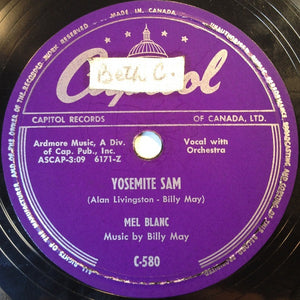 MADE IN CANADA
Capitol
Beth C.
CAPITOL RECORDS
OF CANADA, LTD.
Ardmore Music, A Div.
of Cap. Pub., Inc.
ASCAP-3:09 6171-Z
Vocal with
Orchestra
YOSEMITE SAM
(Alan Livingston - Billy May)
MEL BLANC
Music by Billy May
C-580